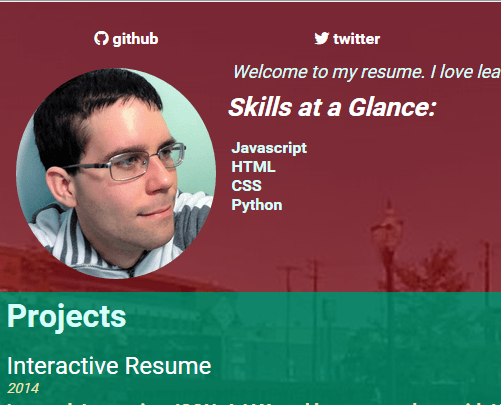 github twitter
Welcome to my resume. I love lea
Skills at a Glance:
Javascript
HTML
CSS
Python
Projects
Interactive Resume
2014